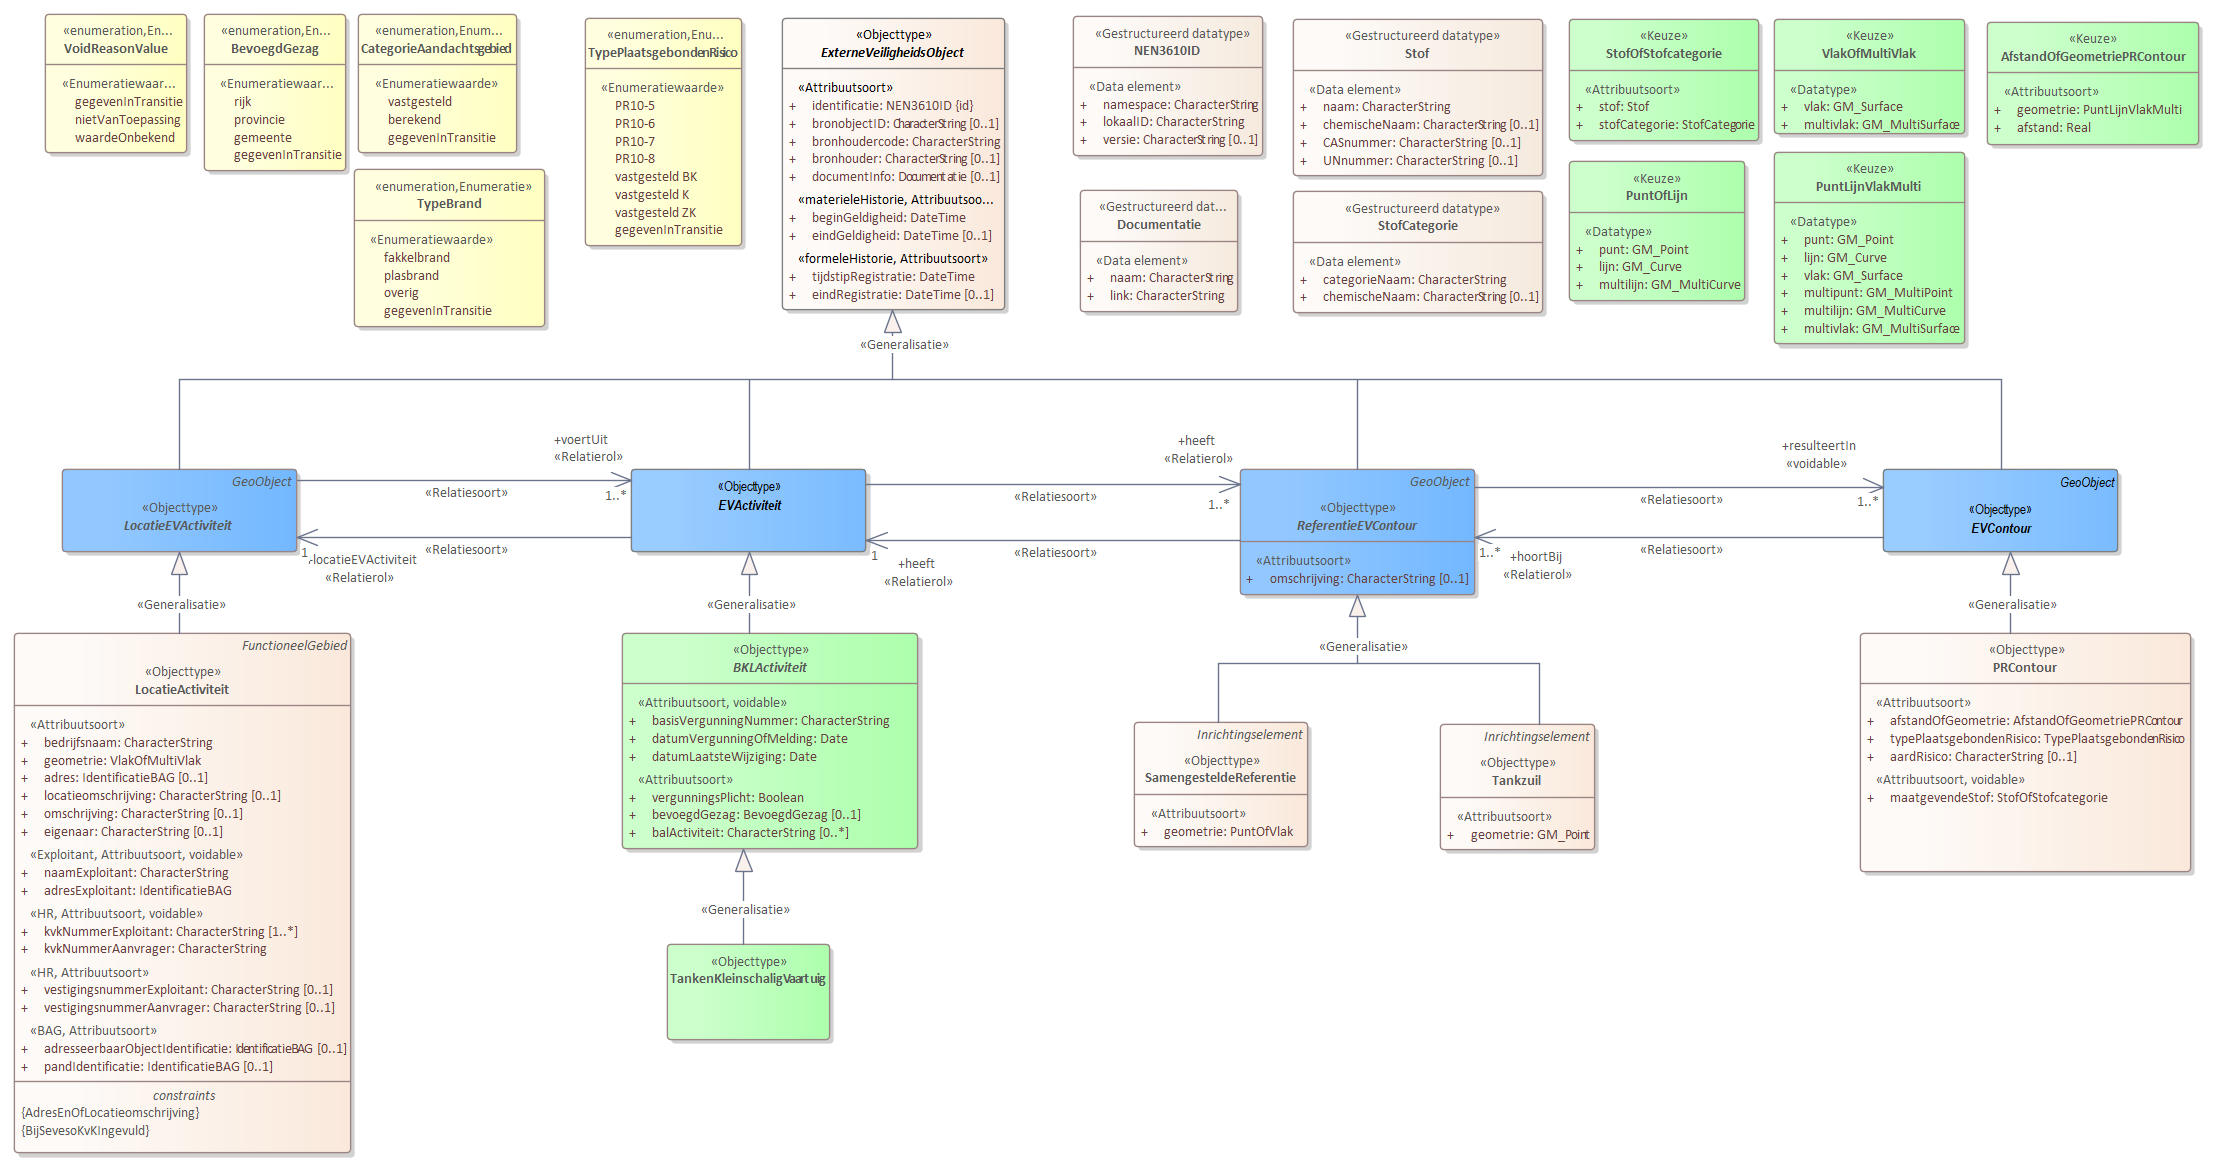 «enumeration,En...
VoidReasonValue
«Enumeratiewaar...
gegevenInTransitie
nietVanToepassing
waardeOnbekend
«enumeration,En...
BevoegdGezag
«Enumeratiewaar...
rijk
provincie
gemeente
gegevenInTransitie
«enumeration,Enum...
CategorieAandachtsgebied
«Enumeratiewaarde»
vastgesteld
berekend
gegevenInTransitie
«enumeration,Enumeratie»
TypeBrand
«Enumeratiewaarde»
fakkelbrand
plasbrand
overig
gegevenInTransitie
«enumeration,Enu...
TypePlaatsgebondenRisico
«Enumeratiewaarde»
PR10-5
PR10-6
PR10-7
PR10-8
vastgesteld BK
vastgesteld K
vastgesteld ZK
gegevenInTransitie
«Objecttype»
ExterneVeiligheidsObject
«Attribuutsoort»
+ identificatie: NEN3610ID {id}
+ bronobjectID: CharacterString [0..1]
+ bronhoudercode: CharacterString
+ bronhouder: CharacterString [0..1]
+ documentInfo: Documentatie [0..1]
«materieleHistorie, Attribuutsoo...
+ beginGeldigheid: DateTime
+ eindGeldigheid: DateTime [0..1]
«formeleHistorie, Attribuutsoort»
+ tijdstipRegistratie: DateTime
+ eindRegistratie: DateTime [0..1]
«Gestructureerd datatype»
NEN3610ID
«Data element»
+ namespace: CharacterString
+ lokaalID: CharacterString
+ versie: CharacterString [0..1]
«Gestructureerd dat...
Documentatie
«Data element»
+ naam: CharacterString
+ link: CharacterString
«Gestructureerd datatype»
Stof
«Data element»
+ naam: CharacterString
+ chemischeNaam: CharacterString [0..1]
+ CASnummer: CharacterString [0..1]
+ UNnummer: CharacterString [0..1]
«Gestructureerd datatype»
StofCategorie
«Data element»
+ categorieNaam: CharacterString
+ chemischeNaam: CharacterString [0..1]
«Keuze»
StofOfStofcategorie
«Attribuutsoort»
+ stof: Stof
+ stofCategorie: StofCategorie
«Keuze»
PuntOfLijn
«Datatype»
+ punt: GM_Point
+ lijn: GM_Curve
+ multilijn: GM_MultiCurve
«Keuze»
VlakOfMultiVlak
«Datatype»
+ vlak: GM_Surface
+ multivlak: GM_MultiSurface
«Keuze»
PuntLijnVlakMulti
«Datatype»
+ punt: GM_Point
+ lijn: GM_Curve
+ vlak: GM_Surface
+ multipunt: GM_MultiPoint
+ multilijn: GM_MultiCurve
+ multivlak: GM_MultiSurface
«Keuze»
AfstandOfGeometriePRContour
«Attribuutsoort»
+ geometrie: PuntLijnVlakMulti
+ afstand: Real
«Generalisatie»
GeoObject
«Objecttype»
LocatieEVActiviteit
+voertUit
«Relatierol»
1..*
«Relatiesoort»
«Relatiesoort»
1
+locatieEVActiviteit
«Relatierol»
«Objecttype»
EVActiviteit
+heeft
«Relatierol»
1..*
«Relatiesoort»
«Relatiesoort»
1
+heeft
«Relatierol»
GeoObject
«Objecttype»
ReferentieEVContour
«Attribuutsoort»
+ omschrijving: CharacterString [0..1]
+resulteertIn
«voidable»
1..*
«Relatiesoort»
«Relatiesoort»
1..*
+hoortBij
«Relatierol»
GeoObject
«Objecttype»
EVContour
«Generalisatie»
«Generalisatie»
«Generalisatie»
«Generalisatie»
FunctioneelGebied
«Objecttype»
LocatieActiviteit
«Attribuutsoort»
+ bedrijfsnaam: CharacterString
+ geometrie: VlakOfMultiVlak
+ adres: IdentificatieBAG [0..1]
+ locatieomschrijving: CharacterString [0..1]
+ omschrijving: CharacterString [0..1]
+ eigenaar: CharacterString [0..1]
«Exploitant, Attribuutsoort, voidable»
+ naamExploitant: CharacterString
+ adresExploitant: IdentificatieBAG
«HR, Attribuutsoort, voidable»
+ kvkNummerExploitant: CharacterString [1..*]
+ kvkNummerAanvrager: CharacterString
«HR, Attribuutsoort»
+ vestigingsnummerExploitant: CharacterString [0..1]
+ vestigingsnummerAanvrager: CharacterString [0..1]
«BAG, Attribuutsoort»
+ adresseerbaarObjectIdentificatie: IdentificatieBAG [0..1]
+ pandIdentificatie: IdentificatieBAG [0..1]
constraints
{AdresEnOfLocatieomschrijving}
{BijSevesoKvKIngevuld}
«Objecttype»
BKLActiviteit
«Attribuutsoort, voidable»
+ basisVergunningNummer: CharacterString
+ datumVergunningOfMelding: Date
+ datumLaatsteWijziging: Date
«Attribuutsoort»
+ vergunningsPlicht: Boolean
+ bevoegdGezag: BevoegdGezag [0..1]
+ balActiviteit: CharacterString [0..*]
«Generalisatie»
«Objecttype»
TankenKleinschaligVaartuig
Inrichtingselement
«Objecttype»
SamengesteldeReferentie
«Attribuutsoort»
+ geometrie: PuntOfVlak
Inrichtingselement
«Objecttype»
Tankzuil
«Attribuutsoort»
+ geometrie: GM_Point
«Objecttype»
PRContour
«Attribuutsoort»
+ afstandOfGeometrie: AfstandOfGeometriePRContour
+ typePlaatsgebondenRisico: TypePlaatsgebondenRisico
+ aardRisico: CharacterString [0..1]
«Attribuutsoort, voidable»
+ maatgevendeStof: StofOfStofcategorie